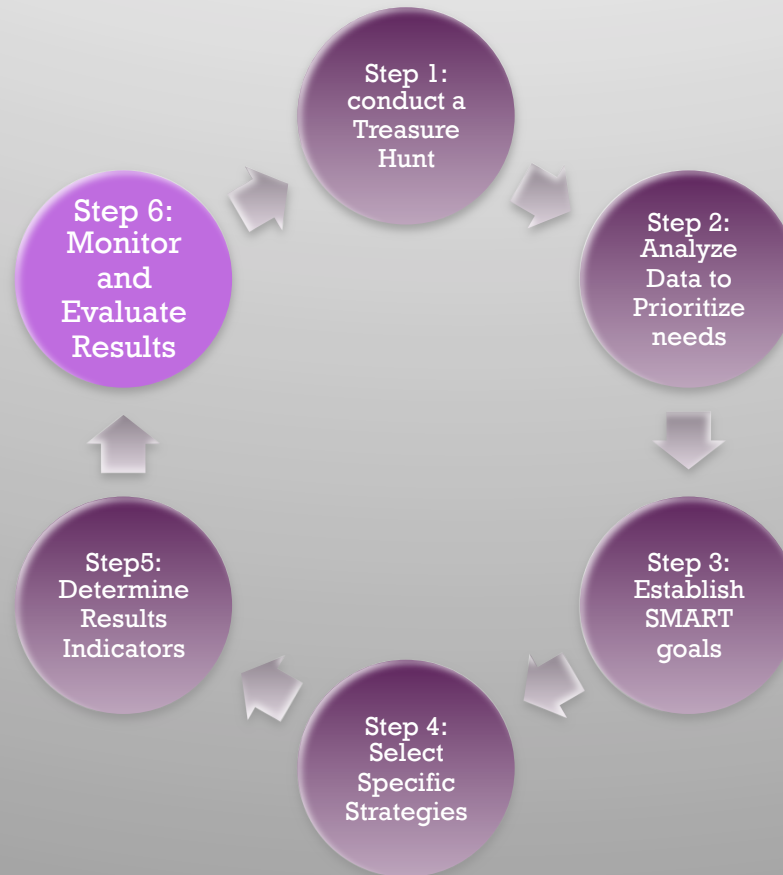 Step 1:
conduct a
Treasure
Hunt
Step 2:
Analyze
Data to
Prioritize
needs
Step 3:
Establish
SMART
goals
Step 4:
Select
Specific
Strategies
Step5:
Determine
Results
Indicators
Step 6:
Monitor
and
Evaluate
Results